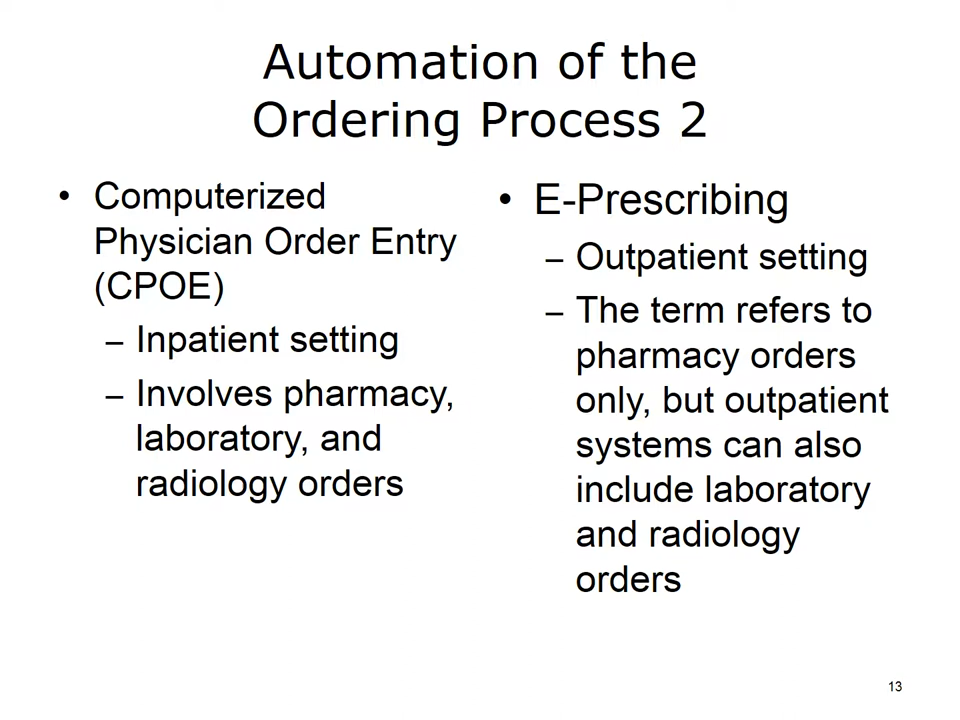 Automation of the
Ordering Process 2
• Computerized
Physician Order Entry
(CPOE)
– Inpatient setting
– Involves pharmacy,
laboratory, and
radiology orders
• E-Prescribing
– Outpatient setting
– The term refers to
pharmacy orders
only, but outpatient
systems can also
include laboratory
and radiology
orders
13